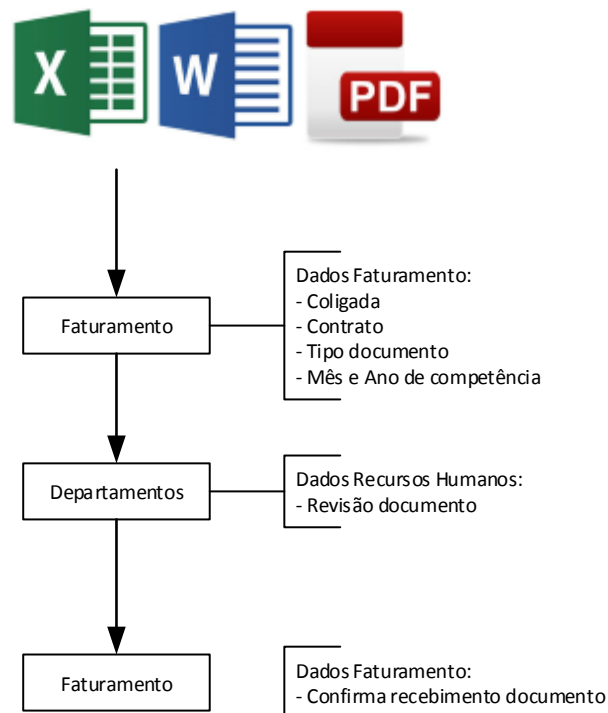 X
W
PDF
Faturamento
Dados Faturamento:
- Coligada
- Contrato
- Tipo documento
- Mês e Ano de competência
Departamentos
Dados Recursos Humanos:
- Revisão documento
Faturamento
Dados Faturamento:
- Confirma recebimento documento